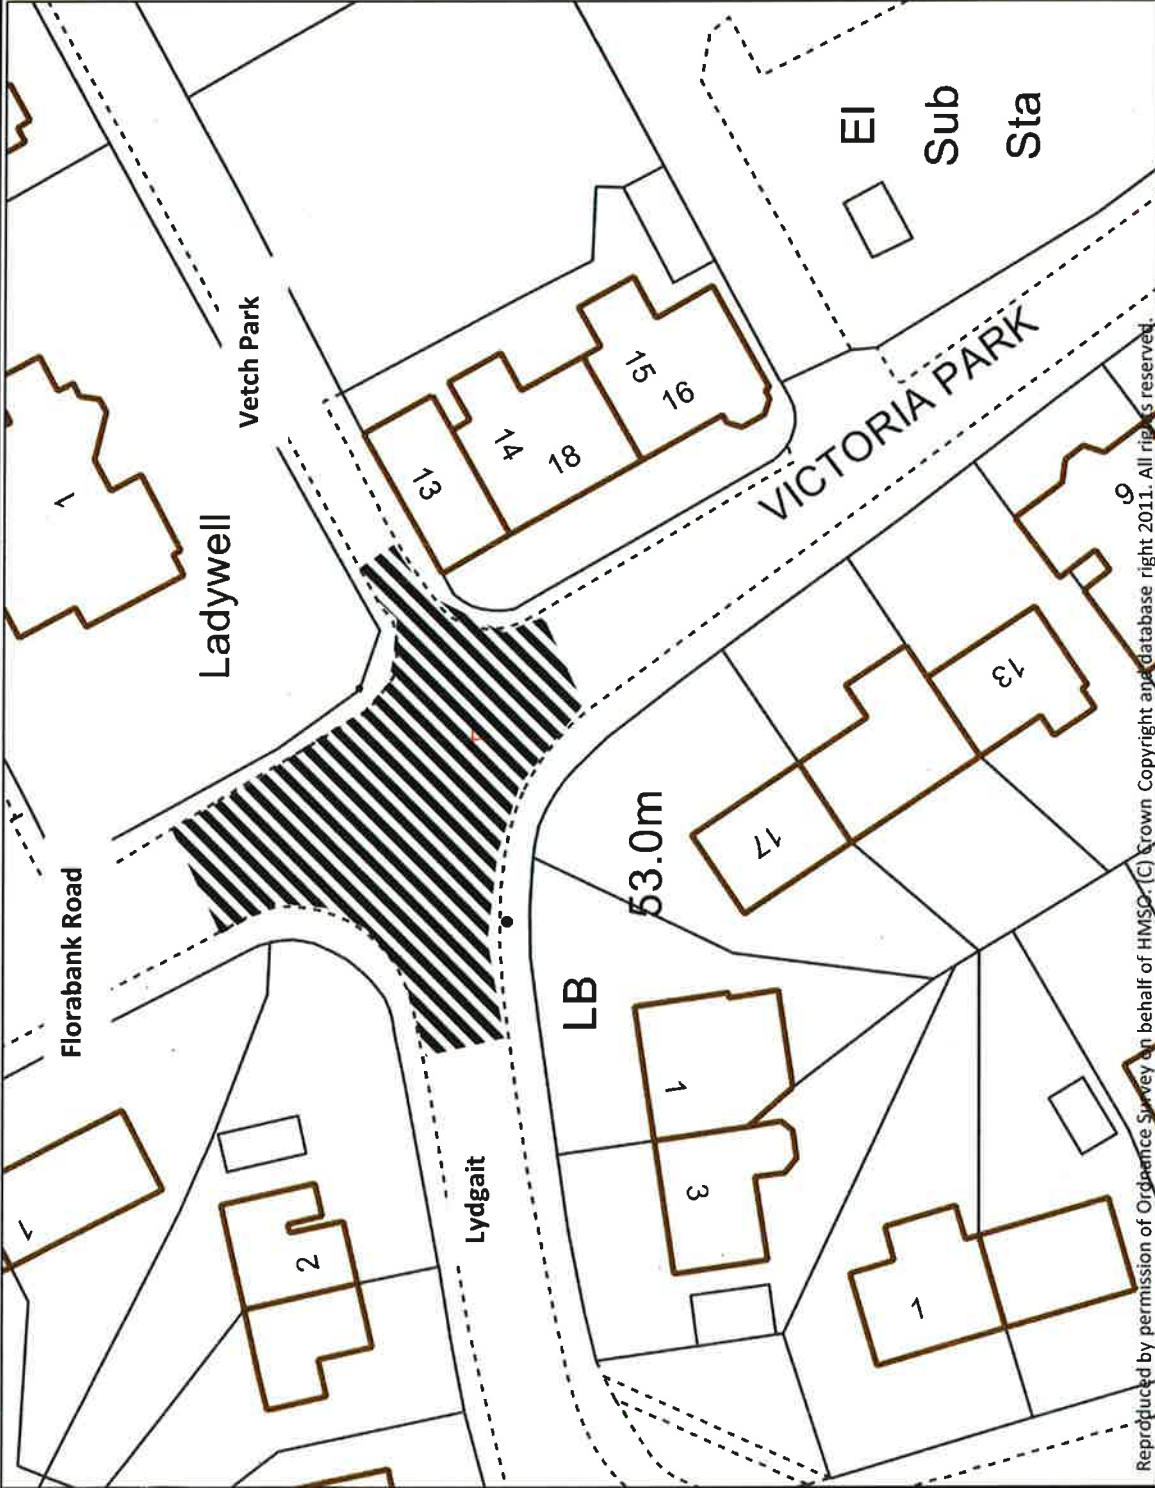 El
Sub
Sta
Vetch Park
1
Ladywell
13
14
18
15
16
VICTORIA PARK
9
13
17
53.0m
Florabank Road
LB
1
3
Lydgait
2
1
1
Reproduced by permission of Ordnance Survey on behalf of HMSO. (C) Crown Copyright and database right 2011. All rights reserved.